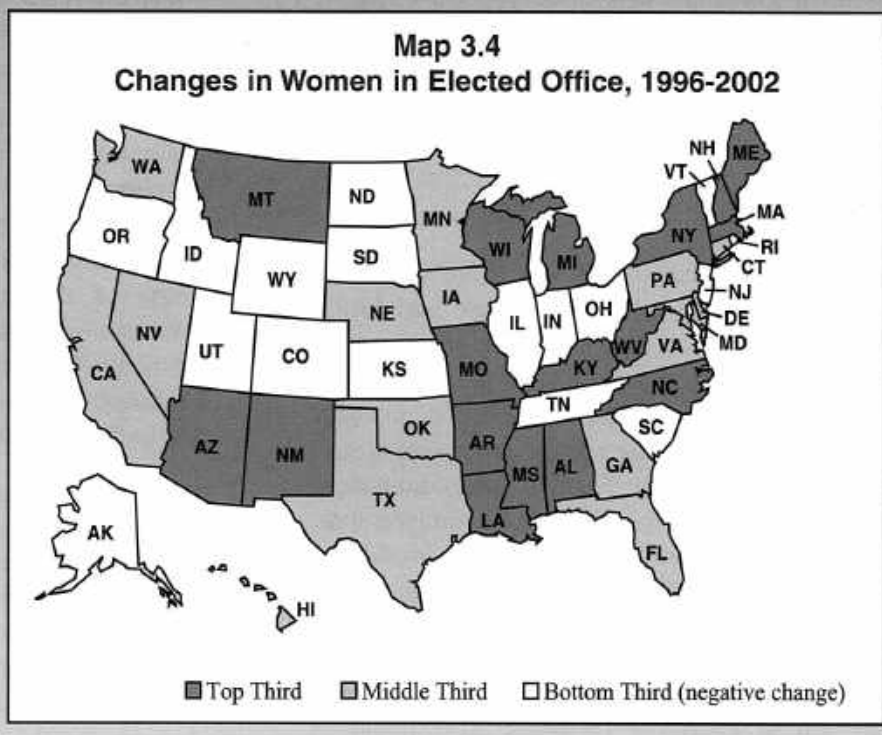 Map 3.4
Changes in Women in Elected Office, 1996-2002
NH
ME
VT
WA
MT
ND
MN
MA
OR
ID
WI
NY
RI
SD
MI
CT
WY
PA
IA
NJ
NE
OH
DE
NV
IL
IN
MD
UT
CO
WV
VA
KS
MO
KY
CA
NC
TN
OK
SC
AZ
NM
AR
MS
AL
GA
TX
LA
AK
FL
HI
Top Third
Middle Third
Bottom Third (negative change)